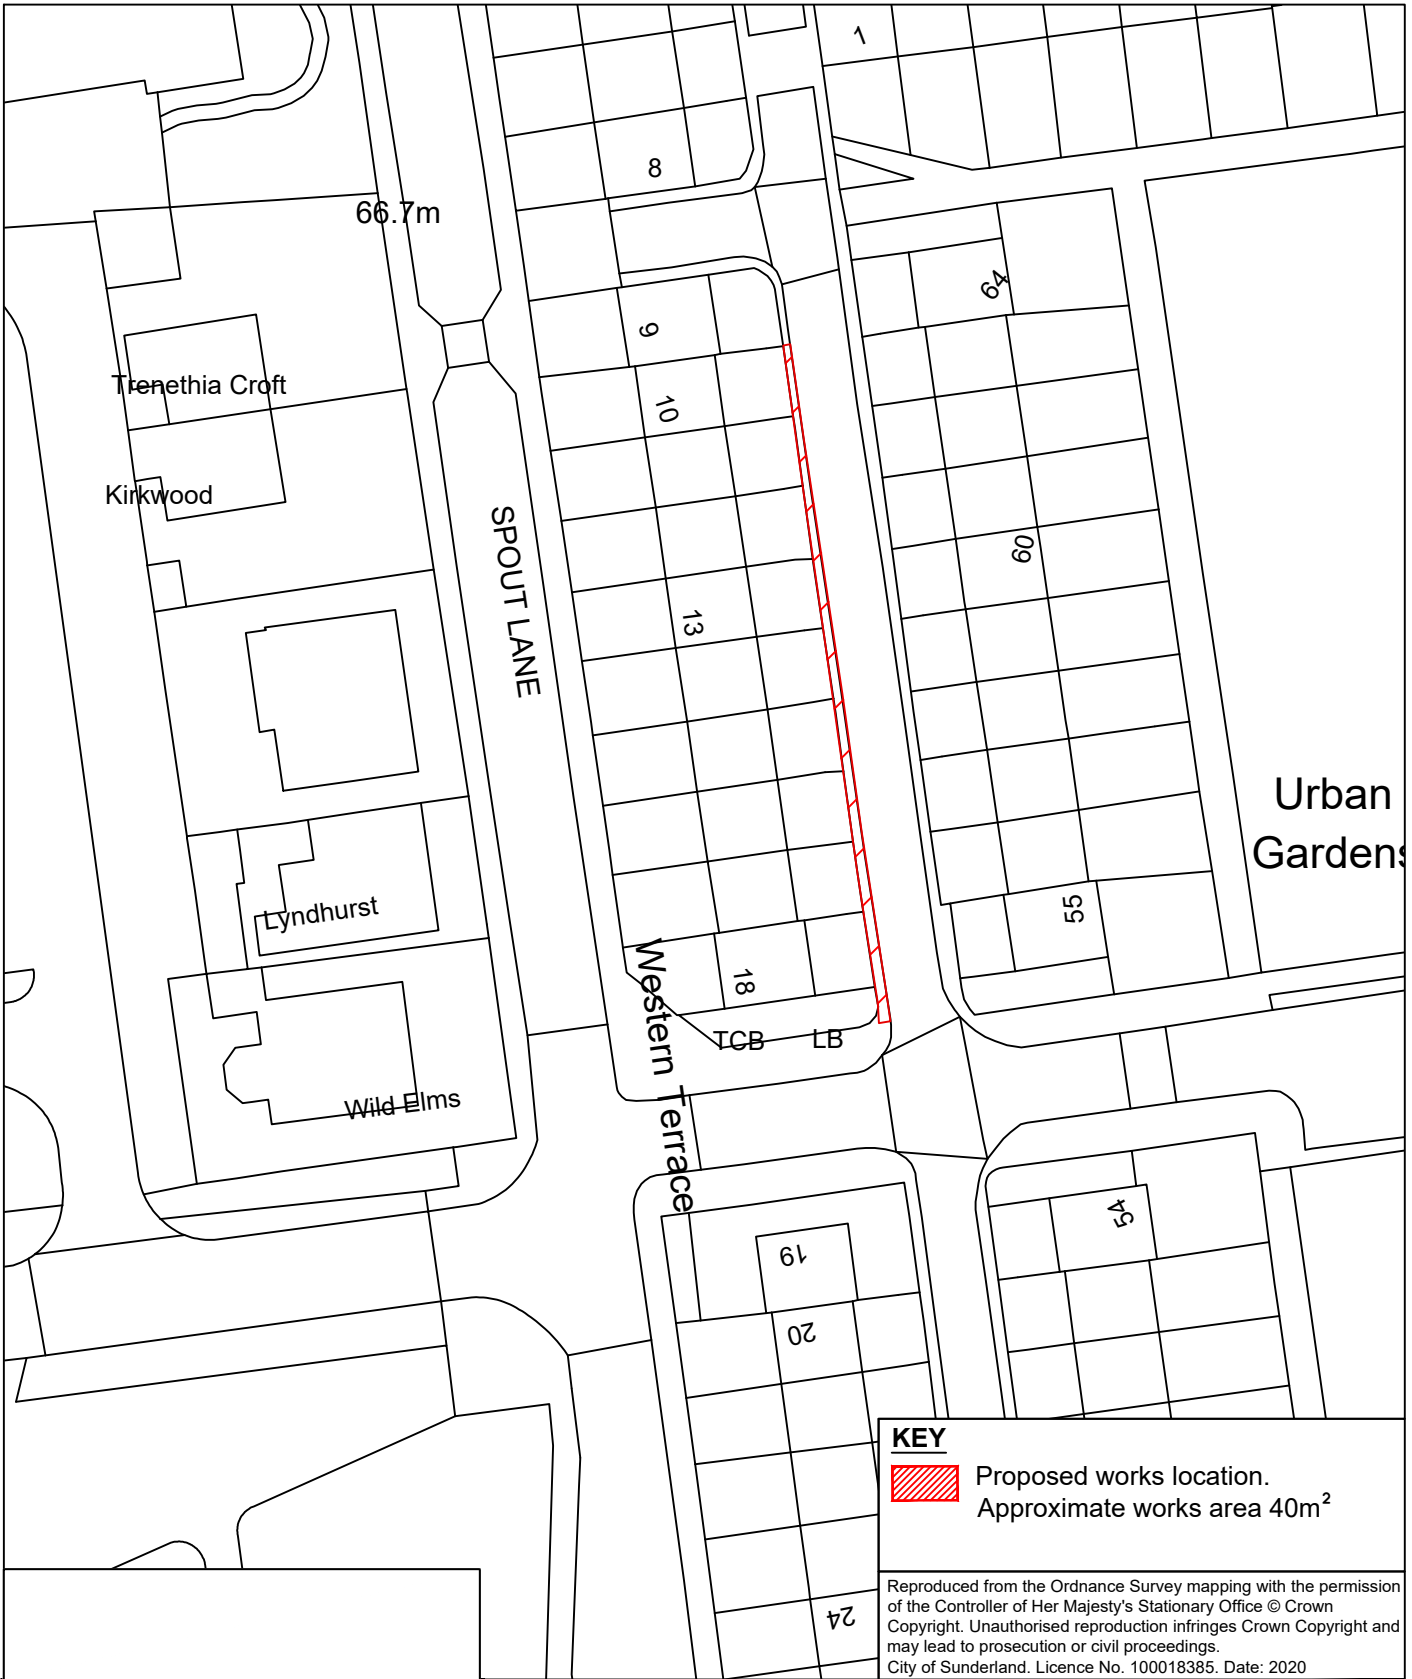 1
8
66.7m
64
9
Trenethia Croft
10
Kirkwood
SPOUT LANE
60
13
Urban
Gardens
55
Lyndhurst
18
Western Terrace
TCB
LB
Wild Elms
54
19
20
KEY
Proposed works location.
Approximate works area 40m²
24
Reproduced from the Ordnance Survey mapping with the permission
of the Controller of Her Majesty's Stationary Office © Crown
Copyright. Unauthorised reproduction infringes Crown Copyright and
may lead to prosecution or civil proceedings.
City of Sunderland. Licence No. 100018385. Date: 2020